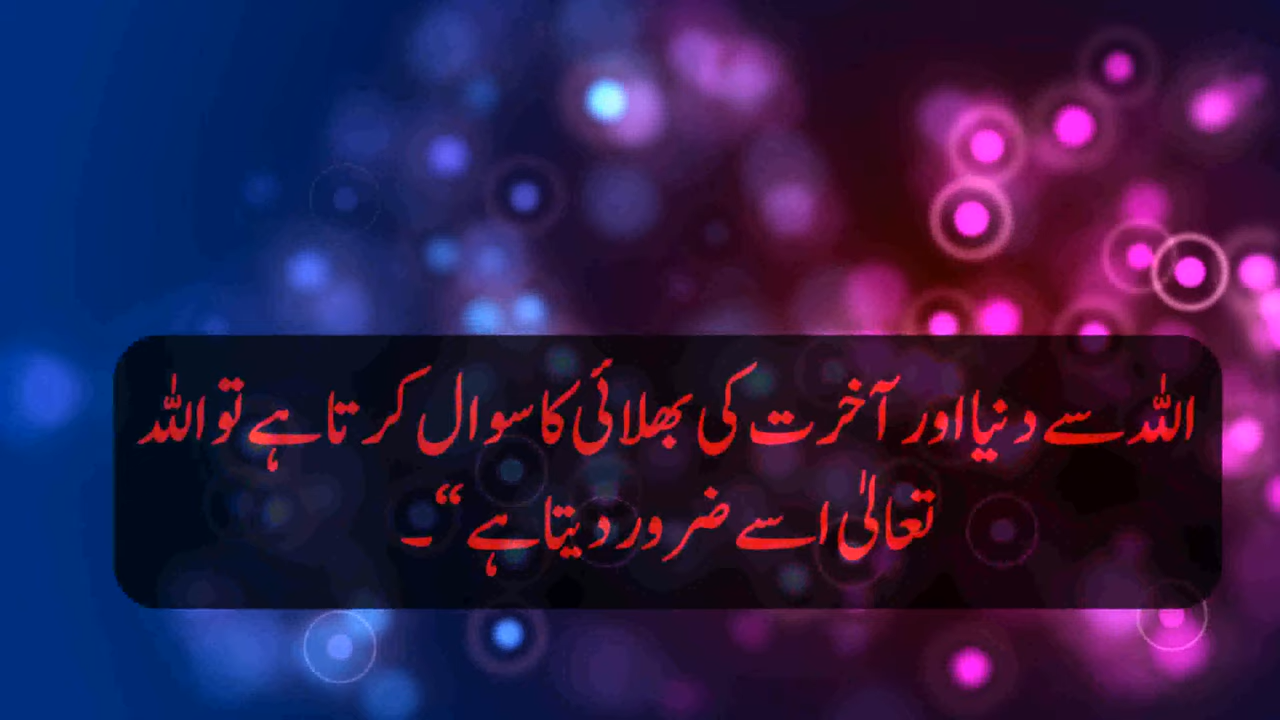 اللہ سے دنیا اور آخرت کی بھلائی کا سوال کرتا ہے تو اللہ
تعالیٰ اسے ضرور دیتا ہے“۔